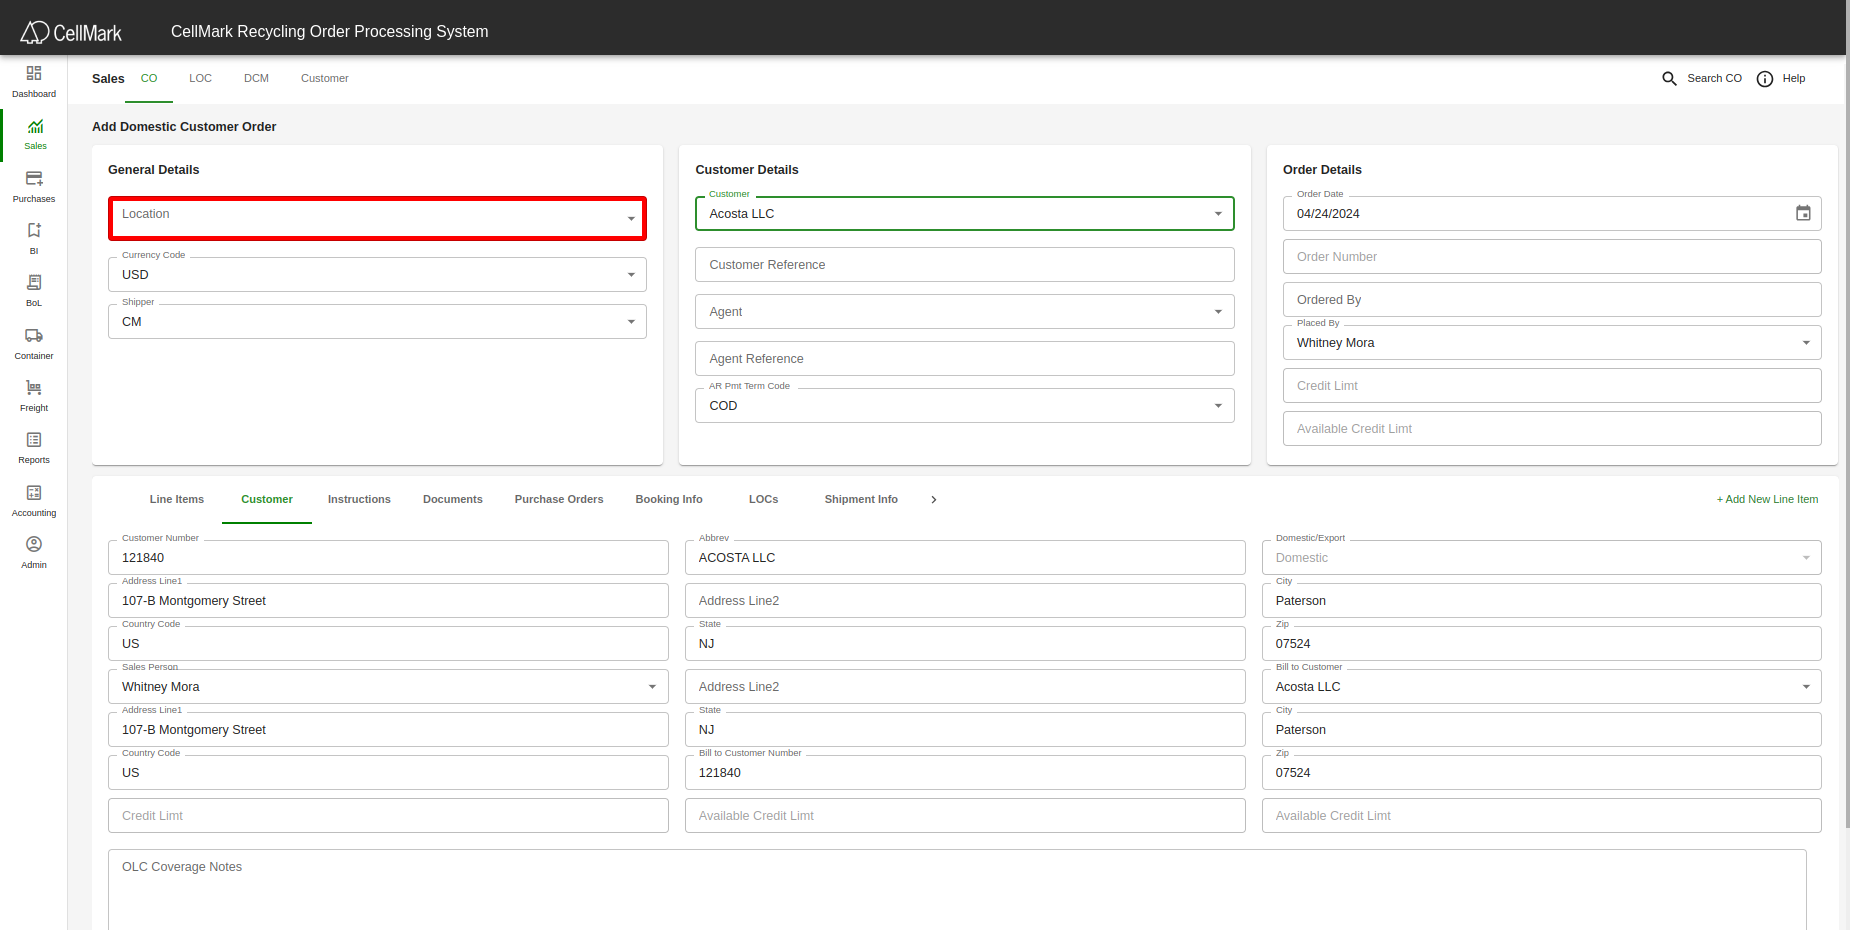 CellMark
CellMark Recycling Order Processing System
Dashboard
Sales
Purchases
BI
BoL
Container
Freight
Reports
Accounting
Admin
Sales CO LOC DCM Customer
Search CO Help
Add Domestic Customer Order
General Details
Location
Currency Code
USD
Shipper
CM
Customer Details
Customer
Acosta LLC
Customer Reference
Agent
Agent Reference
AR Pmt Term Code
COD
Order Details
Order Date
04/24/2024
Order Number
Ordered By
Placed By
Whitney Mora
Credit Limt
Available Credit Limt
Line Items Customer Instructions Documents Purchase Orders Booking Info LOCs Shipment Info
+ Add New Line Item
Customer Number Abbrev Domestic/Export
121840 ACOSTA LLC Domestic
Address Line1 City
107-B Montgomery Street Address Line2 Paterson
Country Code State Zip
US NJ 07524
Sales Person Bill to Customer
Whitney Mora Address Line2 Acosta LLC
Address Line1 State City
107-B Montgomery Street NJ Paterson
Country Code Bill to Customer Number Zip
US 121840 07524
Credit Limt Available Credit Limt Available Credit Limt
OLC Coverage Notes